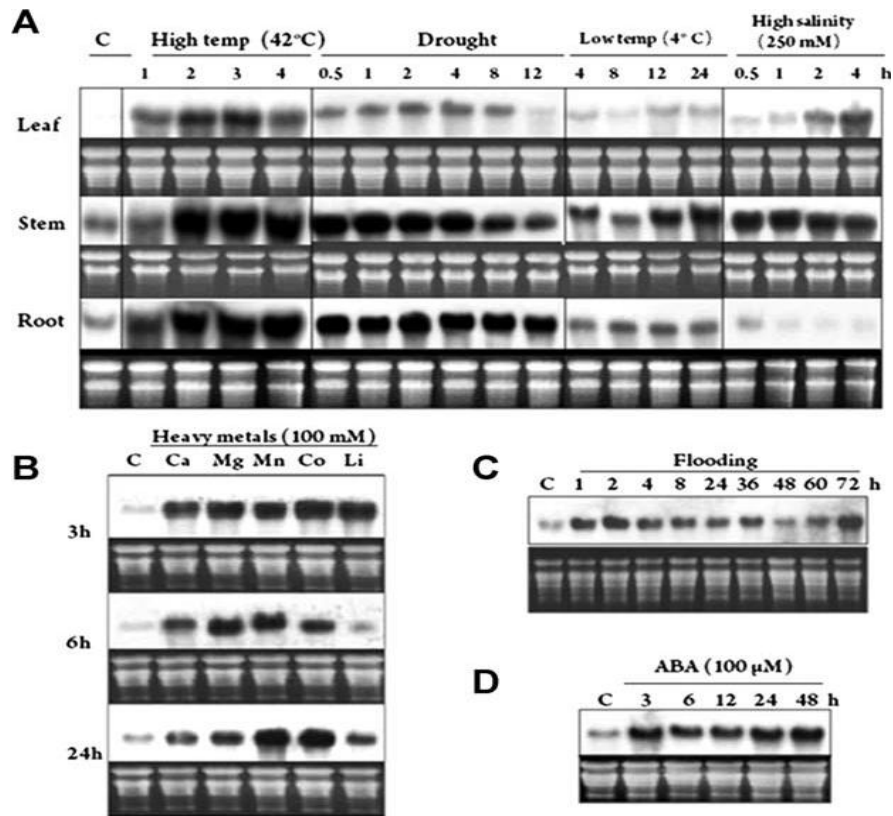 A
C High temp (42°C) Drought Low temp (4° C) High salinity (250 mM)
1 2 3 4 0.5 1 2 4 8 12 4 8 12 24 0.5 1 2 4 h
Leaf
Stem
Root
B
Heavy metals (100 mM)
C Ca Mg Mn Co Li
3h
6h
24h
C
Flooding
C 1 2 4 8 24 36 48 60 72 h
D
ABA (100 µM)
C 3 6 12 24 48 h